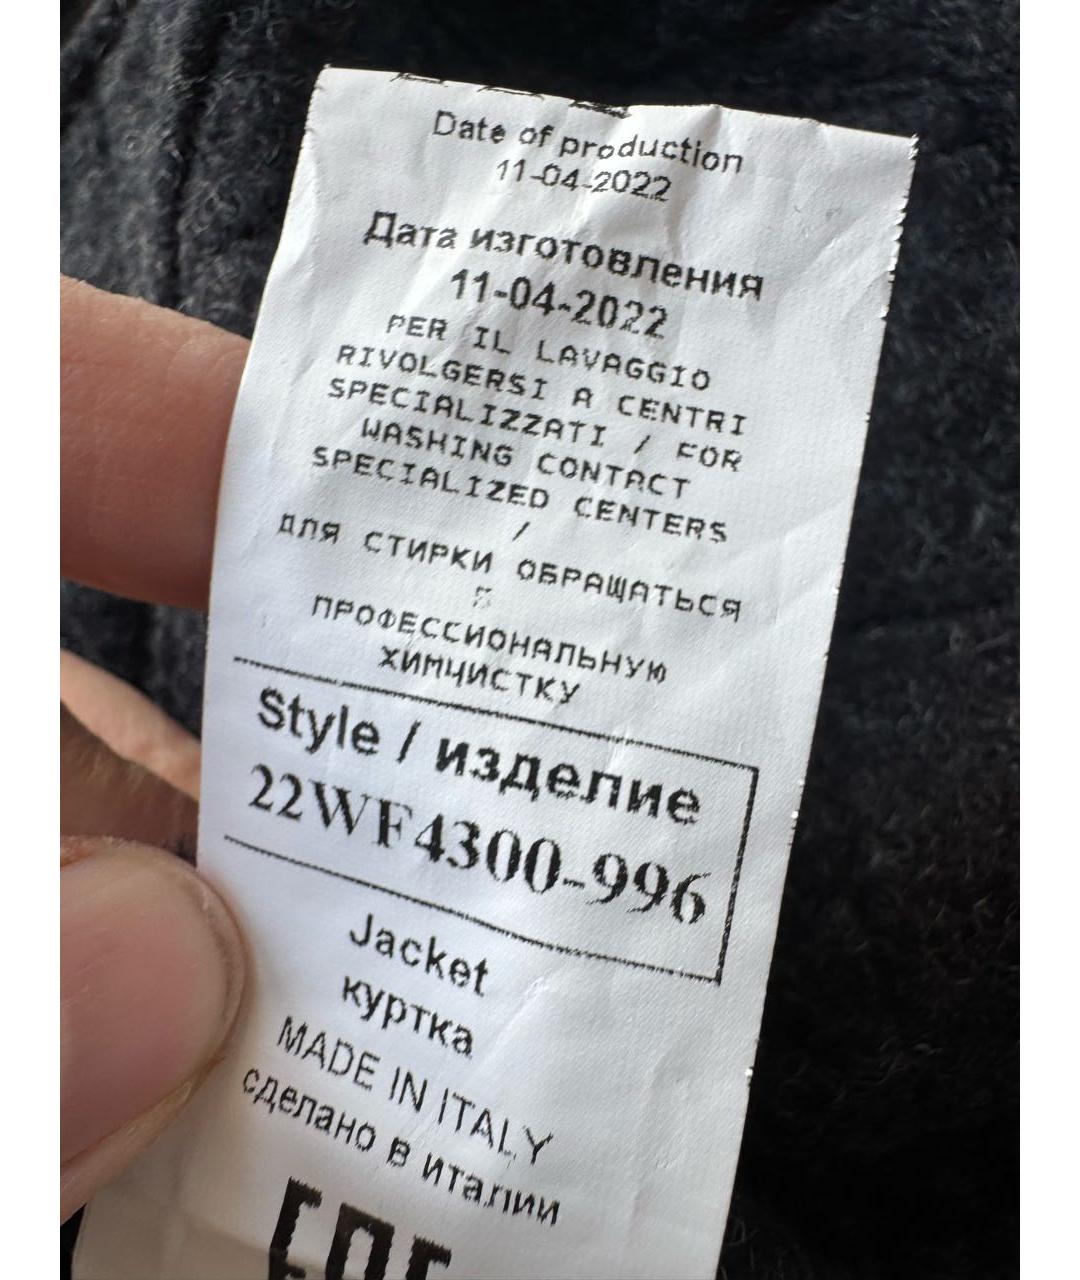 Date of production
11-04-2022
Дата изготовления
11-04-2022
PER IL LAVAGGIO
RIVOLGERSI A CENTRI
SPECIALIZZATI / FOR
WASHING CONTACT
SPECIALIZED CENTERS
/
ДЛЯ СТИРКИ ОБРАЩАТЬСЯ
В
ПРОФЕССИОНАЛЬНУЮ
ХИМЧИСТКУ
Style / изделие
22WF4300-996
Jacket
куртка
MADE IN ITALY
сделано в италии